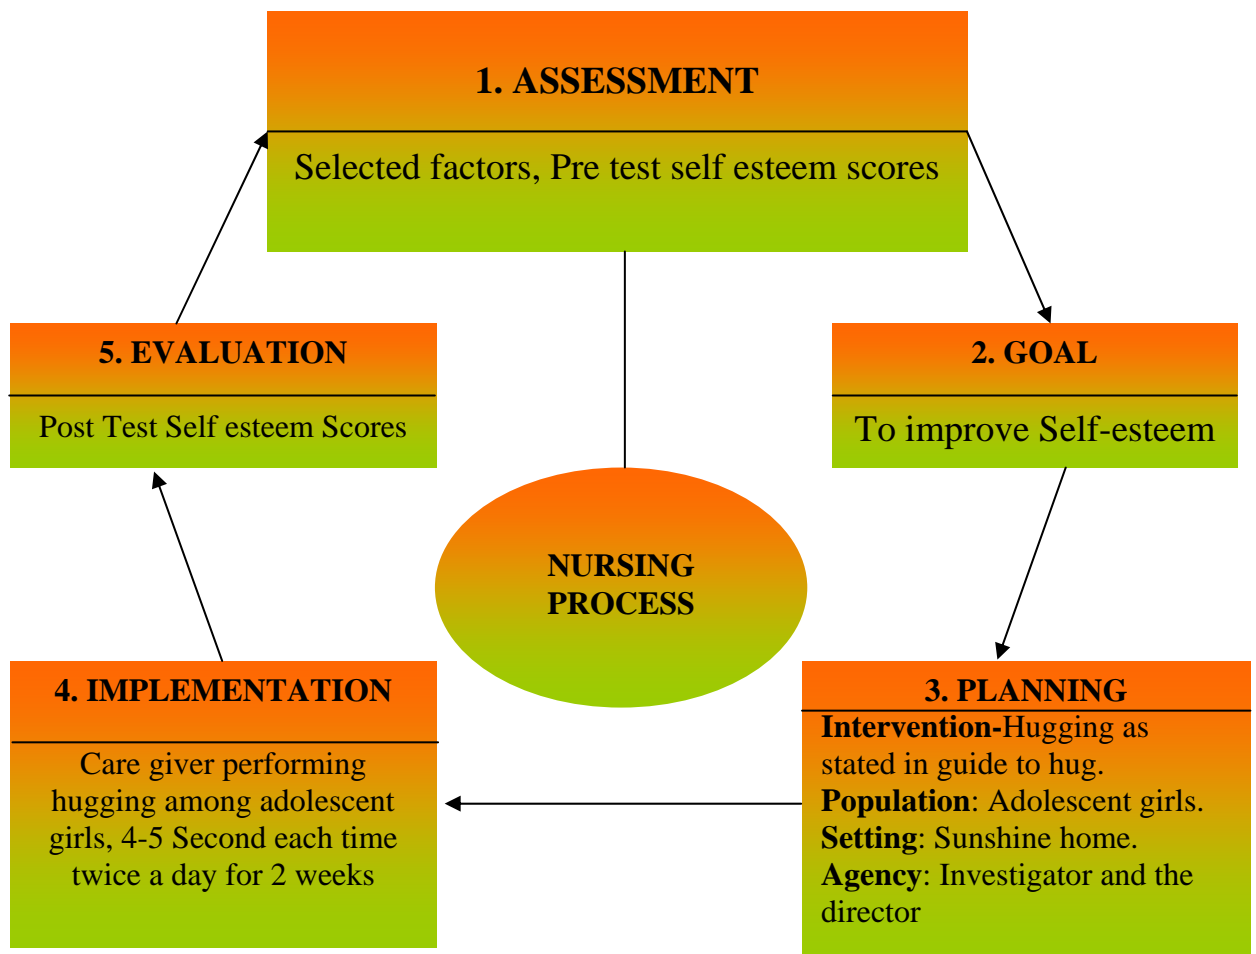 1. ASSESSMENT
Selected factors, Pre test self esteem scores
5. EVALUATION
Post Test Self esteem Scores
2. GOAL
To improve Self-esteem
NURSING
PROCESS
4. IMPLEMENTATION
Care giver performing
hugging among adolescent
girls, 4-5 Second each time
twice a day for 2 weeks
3. PLANNING
Intervention-Hugging as
stated in guide to hug.
Population: Adolescent girls.
Setting: Sunshine home.
Agency: Investigator and the
director